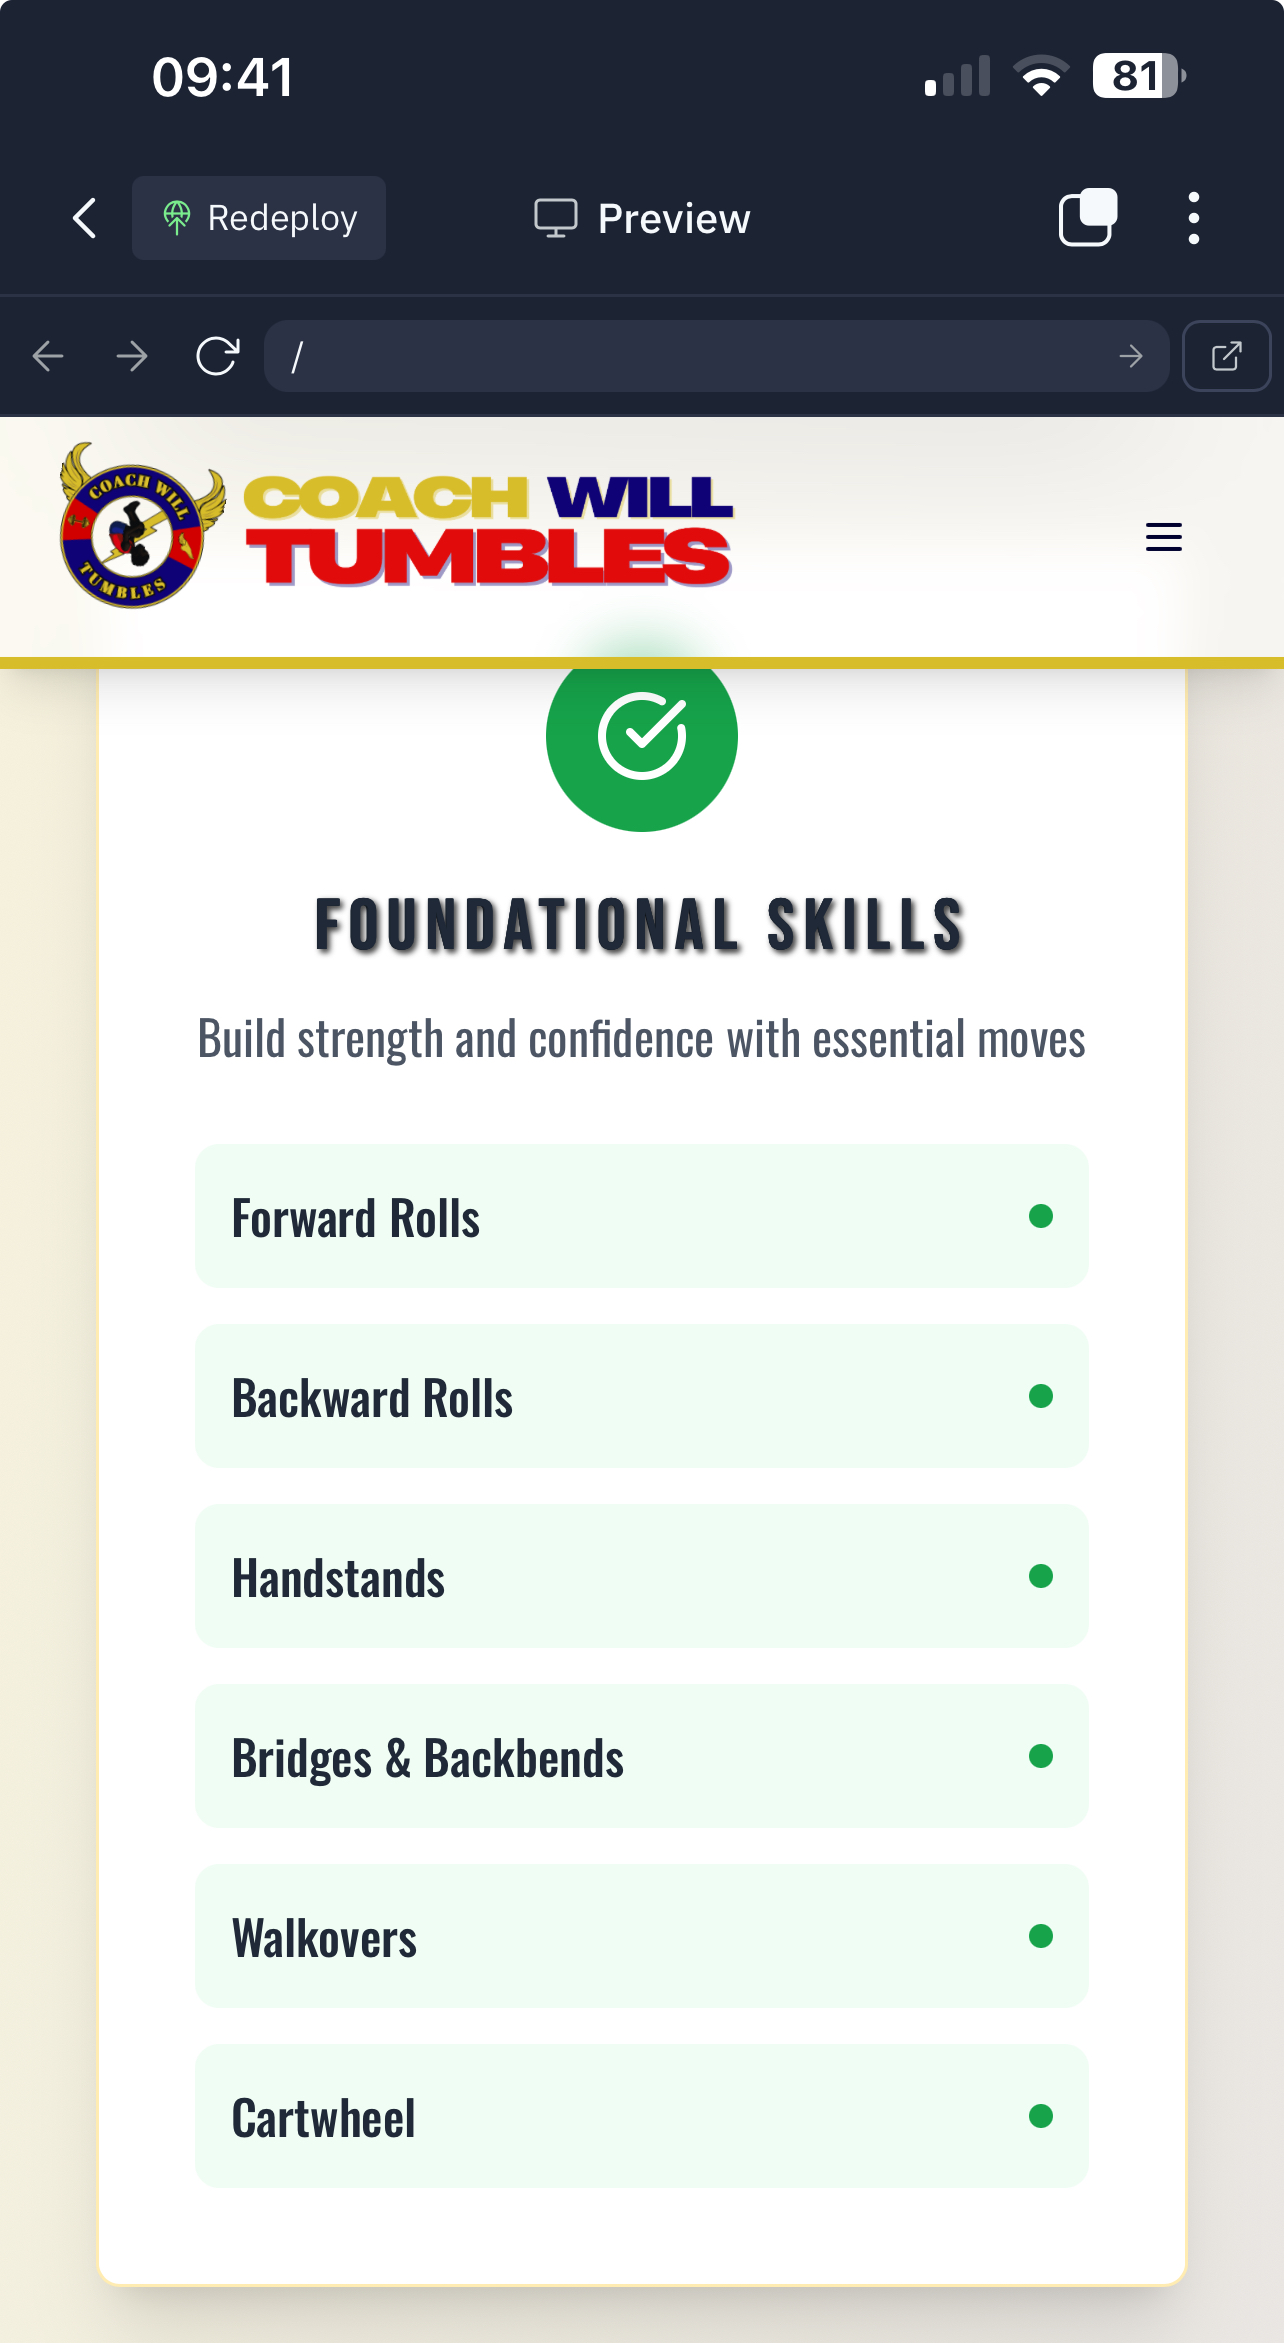 09:41
81
Redeploy
Preview
/
COACH WILL
TUMBLES
COACH WILL
TUMBLES
FOUNDATIONAL SKILLS
Build strength and confidence with essential moves
Forward Rolls
Backward Rolls
Handstands
Bridges & Backbends
Walkovers
Cartwheel